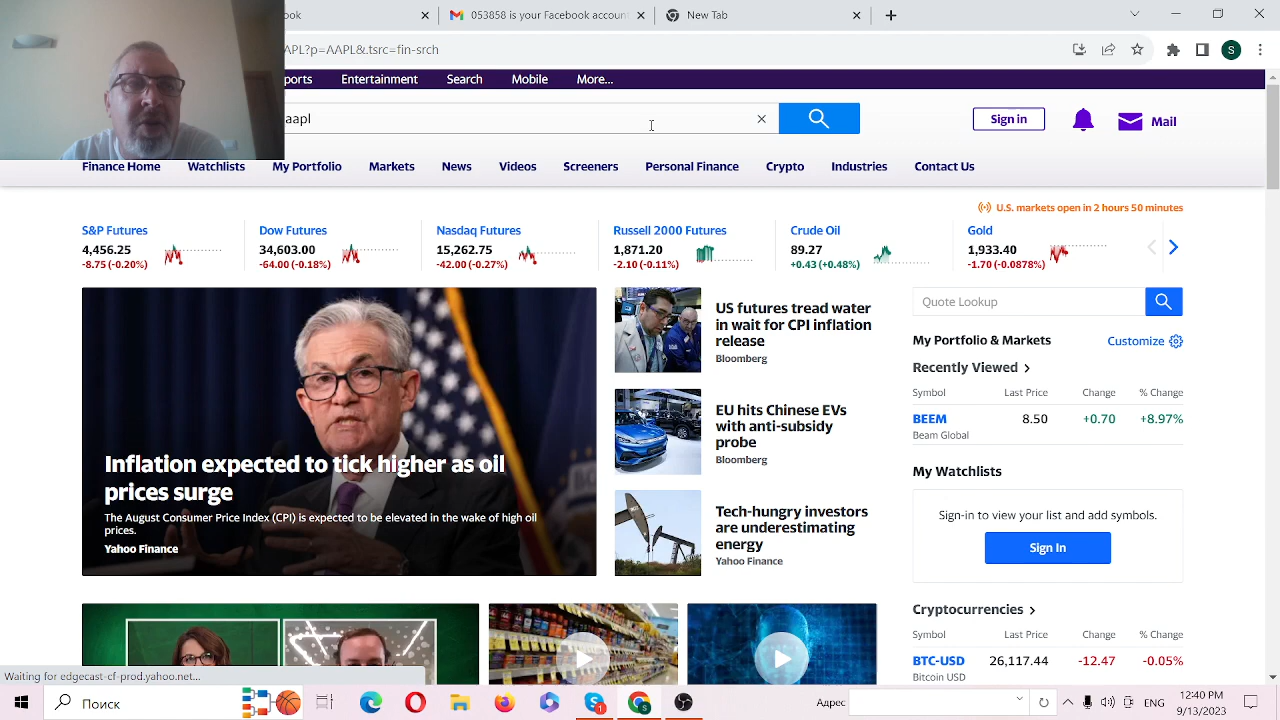 ook
053858 is your Facebook accoun
New Tab
APL?p=AAPL&.tsrc=fin-srch
S
ports
Entertainment
Search
Mobile
More...
aapl
Sign in
Mail
Finance Home
Watchlists
My Portfolio
Markets
News
Videos
Screeners
Personal Finance
Crypto
Industries
Contact Us
U.S. markets open in 2 hours 50 minutes
S&P Futures
4,456.25
-8.75 (-0.20%)
Dow Futures
34,603.00
-64.00 (-0.18%)
Nasdaq Futures
15,262.75
-42.00 (-0.27%)
Russell 2000 Futures
1,871.20
-2.10 (-0.11%)
Crude Oil
89.27
+0.43 (+0.48%)
Gold
1,933.40
-1.70 (-0.0878%)
Inflation expected to tick higher as oil
prices surge
The August Consumer Price Index (CPI) is expected to be elevated in the wake of high oil
prices.
Yahoo Finance
US futures tread water
in wait for CPI inflation
release
Bloomberg
EU hits Chinese EVs
with anti-subsidy
probe
Bloomberg
Tech-hungry investors
are underestimating
energy
Yahoo Finance
Quote Lookup
My Portfolio & Markets
Customize
Recently Viewed
Symbol Last Price Change % Change
BEEM 8.50 +0.70 +8.97%
Beam Global
My Watchlists
Sign-in to view your list and add symbols.
Sign In
Cryptocurrencies
Symbol Last Price Change % Change
BTC-USD 26,117.44 -12.47 -0.05%
Bitcoin USD
Waiting for edgecast-cf-prod.yahoo.net...
Поиск
1
S
Адрес
ENG
12:40 PM
9/13/2023